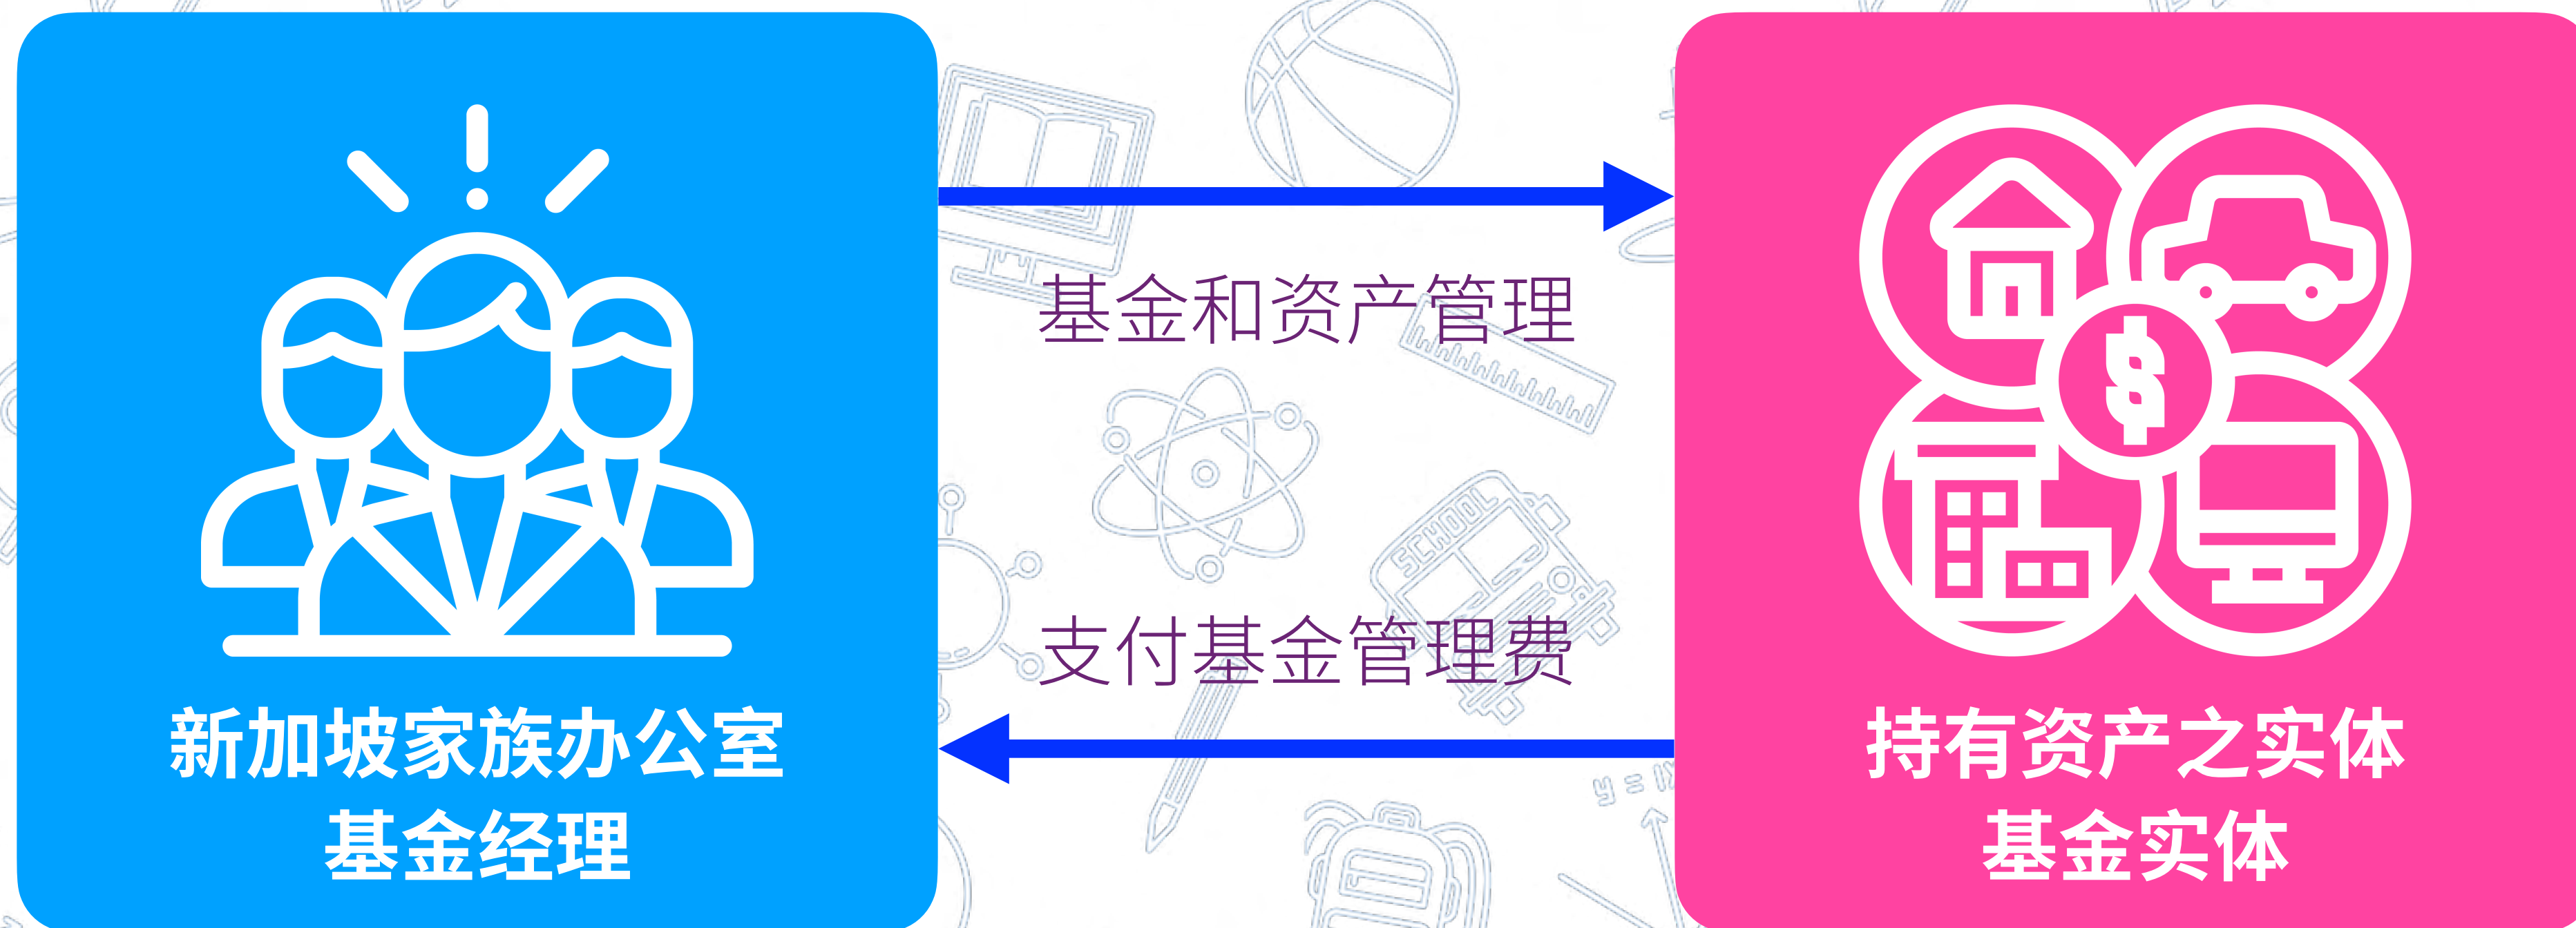 基金和资产管理
SCHOOL
支付基金管理费
新加坡家族办公室
基金经理
持有资产之实体
基金实体